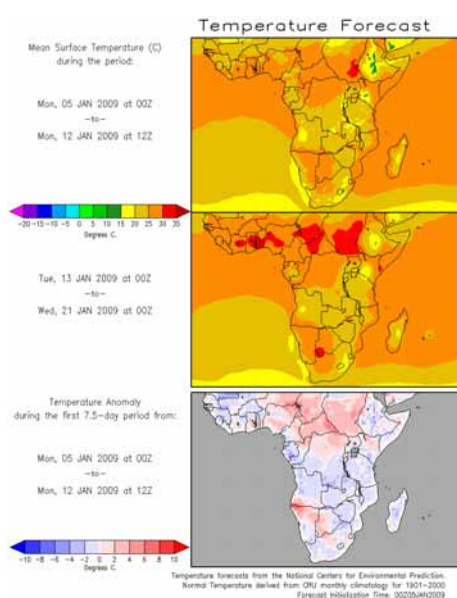 Temperature Forecast
Mean Surface Temperature (C)
during the period:
Mon, 05 JAN 2009 at 00Z
—to—
Mon, 12 JAN 2009 at 12Z
-20 -15 -10 -5 0 5 10 15 20 25 30 35
Degrees C.
Tue, 13 JAN 2009 at 00Z
—to—
Wed, 21 JAN 2009 at 00Z
Temperature Anomaly
during the first 7.5-day period from:
Mon, 05 JAN 2009 at 00Z
—to—
Mon, 12 JAN 2009 at 12Z
-10 -8 -6 -4 -2 0 2 4 6 8 10
Degrees C.
Temperature forecasts from the National Centers for Environmental Prediction.
Normal Temperature derived from CRU monthly climatology for 1901-2000
Forecast Initialization Time: 00Z05JAN2009